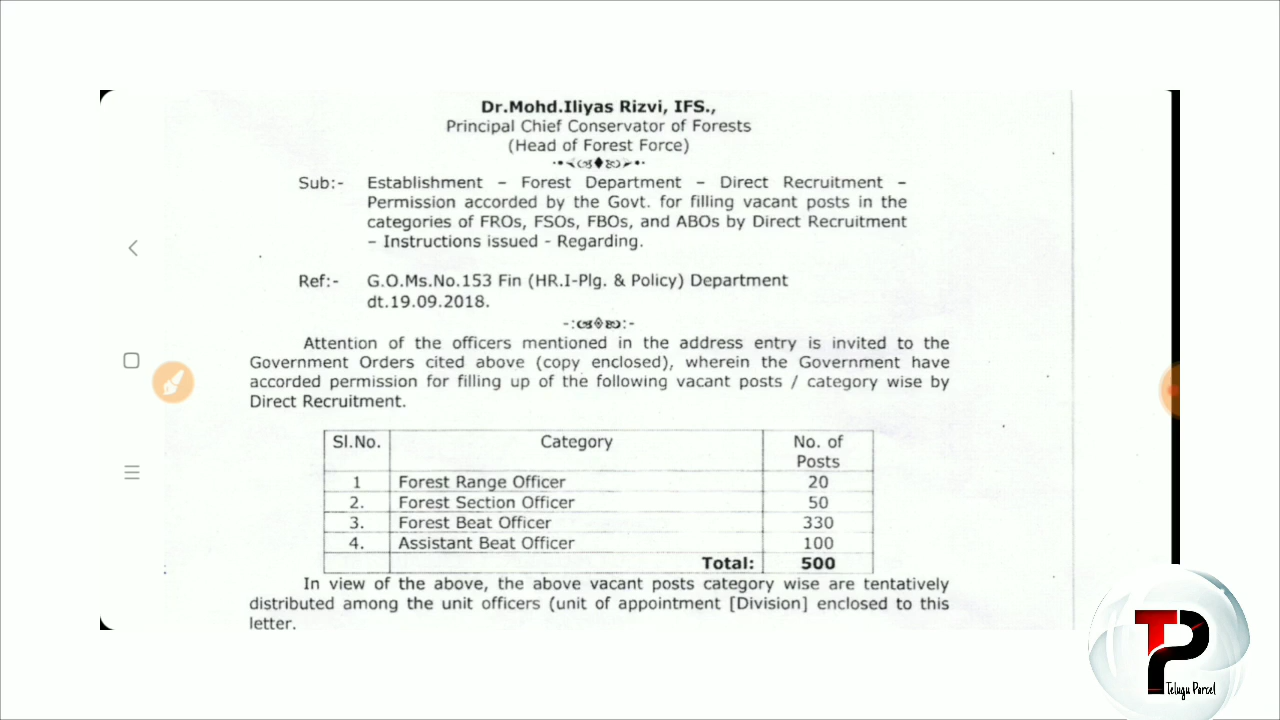 Dr.Mohd.Iliyas Rizvi, IFS.,
Principal Chief Conservator of Forests
(Head of Forest Force)
Sub:- Establishment – Forest Department – Direct Recruitment –
Permission accorded by the Govt. for filling vacant posts in the
categories of FROs, FSOs, FBOs, and ABOs by Direct Recruitment
– Instructions issued - Regarding.
Ref:- G.O.Ms.No.153 Fin (HR.I-Plg. & Policy) Department
dt.19.09.2018.
Attention of the officers mentioned in the address entry is invited to the
Government Orders cited above (copy enclosed), wherein the Government have
accorded permission for filling up of the following vacant posts / category wise by
Direct Recruitment.
Sl.No. Category No. of
Posts
1 Forest Range Officer 20
2. Forest Section Officer 50
3. Forest Beat Officer 330
4. Assistant Beat Officer 100
Total: 500
In view of the above, the above vacant posts category wise are tentatively
distributed among the unit officers (unit of appointment [Division] enclosed to this
letter.
TP
Telugu Parcel